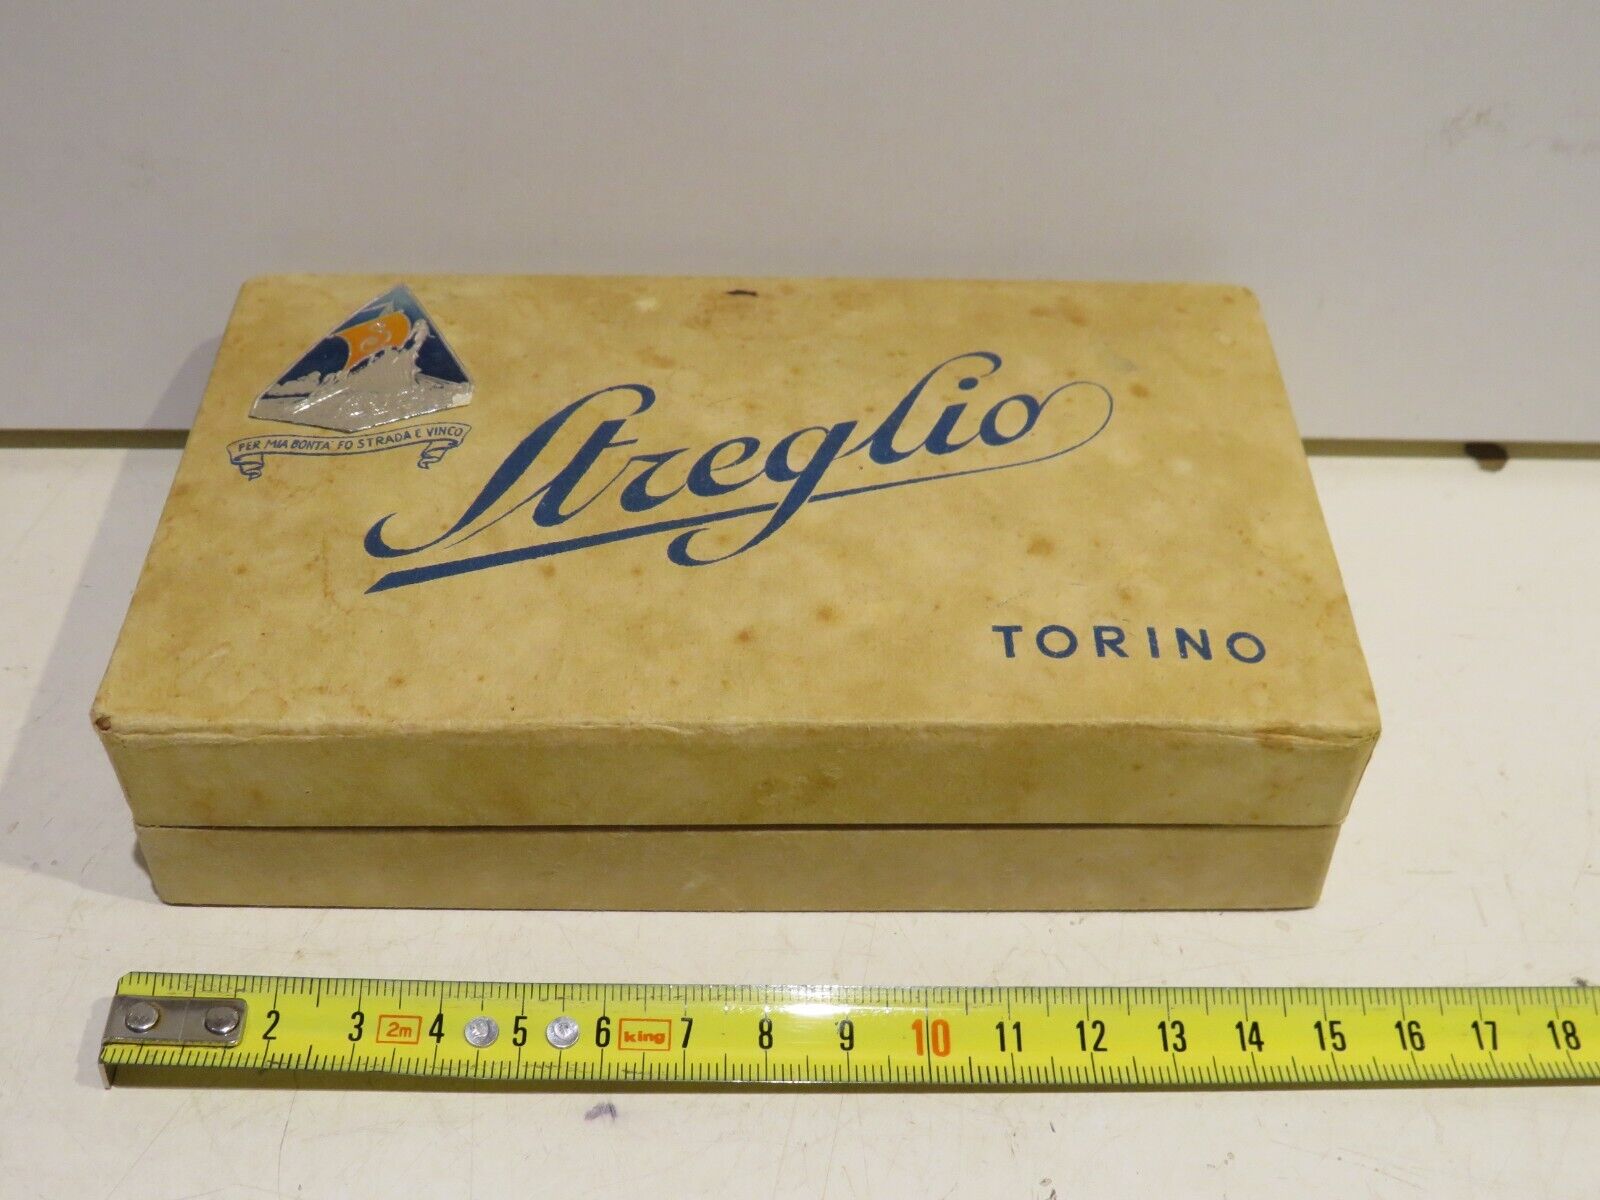 S
PER MIA BONTA' FO STRADA E VINCO
Streglio
TORINO
2 3 2m 4 5 6 king 7 8 9 10 11 12 13 14 15 16 17 18